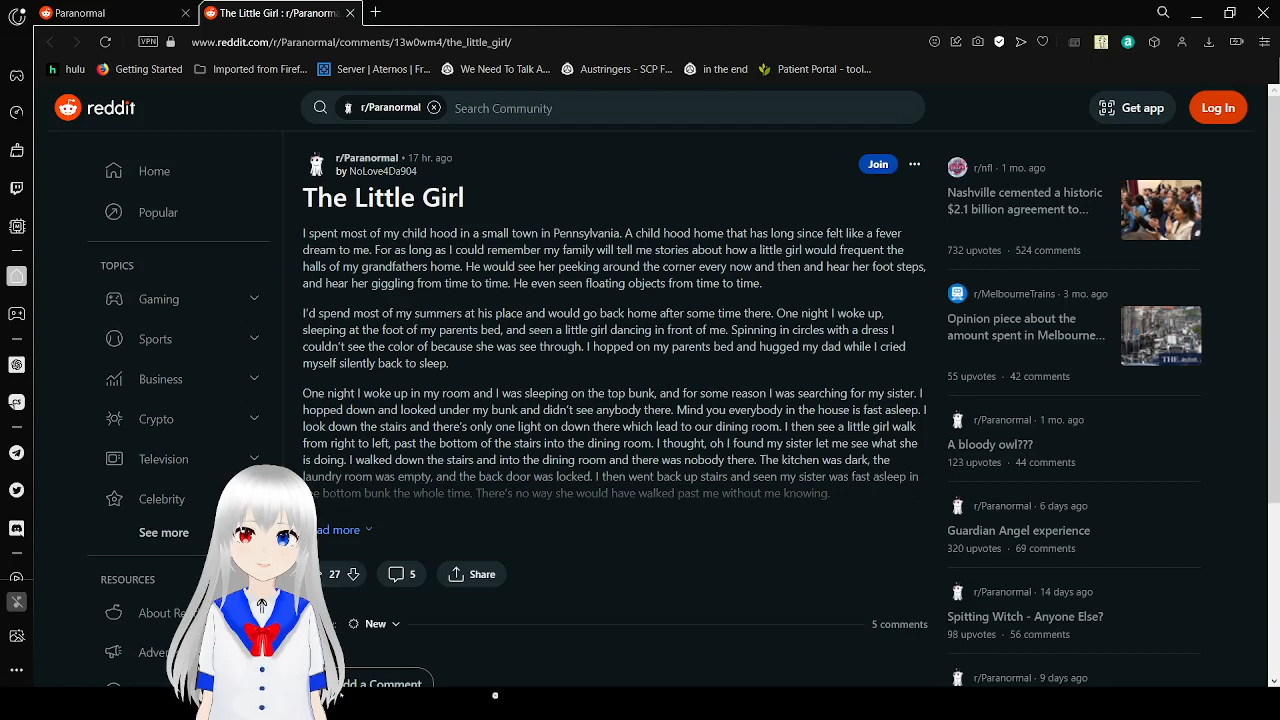 Paranormal
The Little Girl : r/Paranorma
VPN
www.reddit.com/r/Paranormal/comments/13w0wm4/the_little_girl/
hulu
Getting Started
Imported from Firef...
Server | Aternos | Fr...
We Need To Talk A...
Austringers - SCP F...
in the end
Patient Portal - tool...
reddit
r/Paranormal
Search Community
Get app
Log In
Home
Popular
TOPICS
Gaming
Sports
Business
Crypto
Television
Celebrity
See more
RESOURCES
About Re
Adver
r/Paranormal • 17 hr. ago
by NoLove4Da904
Join
The Little Girl
I spent most of my child hood in a small town in Pennsylvania. A child hood home that has long since felt like a fever
dream to me. For as long as I could remember my family will tell me stories about how a little girl would frequent the
halls of my grandfathers home. He would see her peeking around the corner every now and then and hear her foot steps,
and hear her giggling from time to time. He even seen floating objects from time to time.
I'd spend most of my summers at his place and would go back home after some time there. One night I woke up,
sleeping at the foot of my parents bed, and seen a little girl dancing in front of me. Spinning in circles with a dress I
couldn't see the color of because she was see through. I hopped on my parents bed and hugged my dad while I cried
myself silently back to sleep.
One night I woke up in my room and I was sleeping on the top bunk, and for some reason I was searching for my sister. I
hopped down and looked under my bunk and didn't see anybody there. Mind you everybody in the house is fast asleep. I
look down the stairs and there's only one light on down there which lead to our dining room. I then see a little girl walk
from right to left, past the bottom of the stairs into the dining room. I thought, oh I found my sister let me see what she
is doing. I walked down the stairs and into the dining room and there was nobody there. The kitchen was dark, the
laundry room was empty, and the back door was locked. I then went back up stairs and seen my sister was fast asleep in
bottom bunk the whole time. There's no way she would have walked past me without me knowing.
ad more
27
5
Share
New
5 comments
d a Comment
r/nfl • 1 mo. ago
Nashville cemented a historic
$2.1 billion agreement to...
732 upvotes • 524 comments
r/MelbourneTrains • 3 mo. ago
Opinion piece about the
amount spent in Melbourne...
THE
55 upvotes • 42 comments
r/Paranormal • 1 mo. ago
A bloody owl???
123 upvotes • 44 comments
r/Paranormal • 6 days ago
Guardian Angel experience
320 upvotes • 69 comments
r/Paranormal • 14 days ago
Spitting Witch - Anyone Else?
98 upvotes • 56 comments
r/Paranormal • 9 days ago